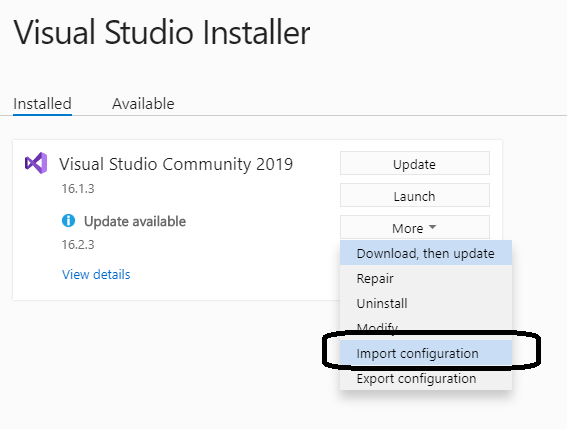 Visual Studio Installer
Installed Available
Visual Studio Community 2019
16.1.3
Update available
16.2.3
View details
Update
Launch
More
Download, then update
Repair
Uninstall
Modify
Import configuration
Export configuration